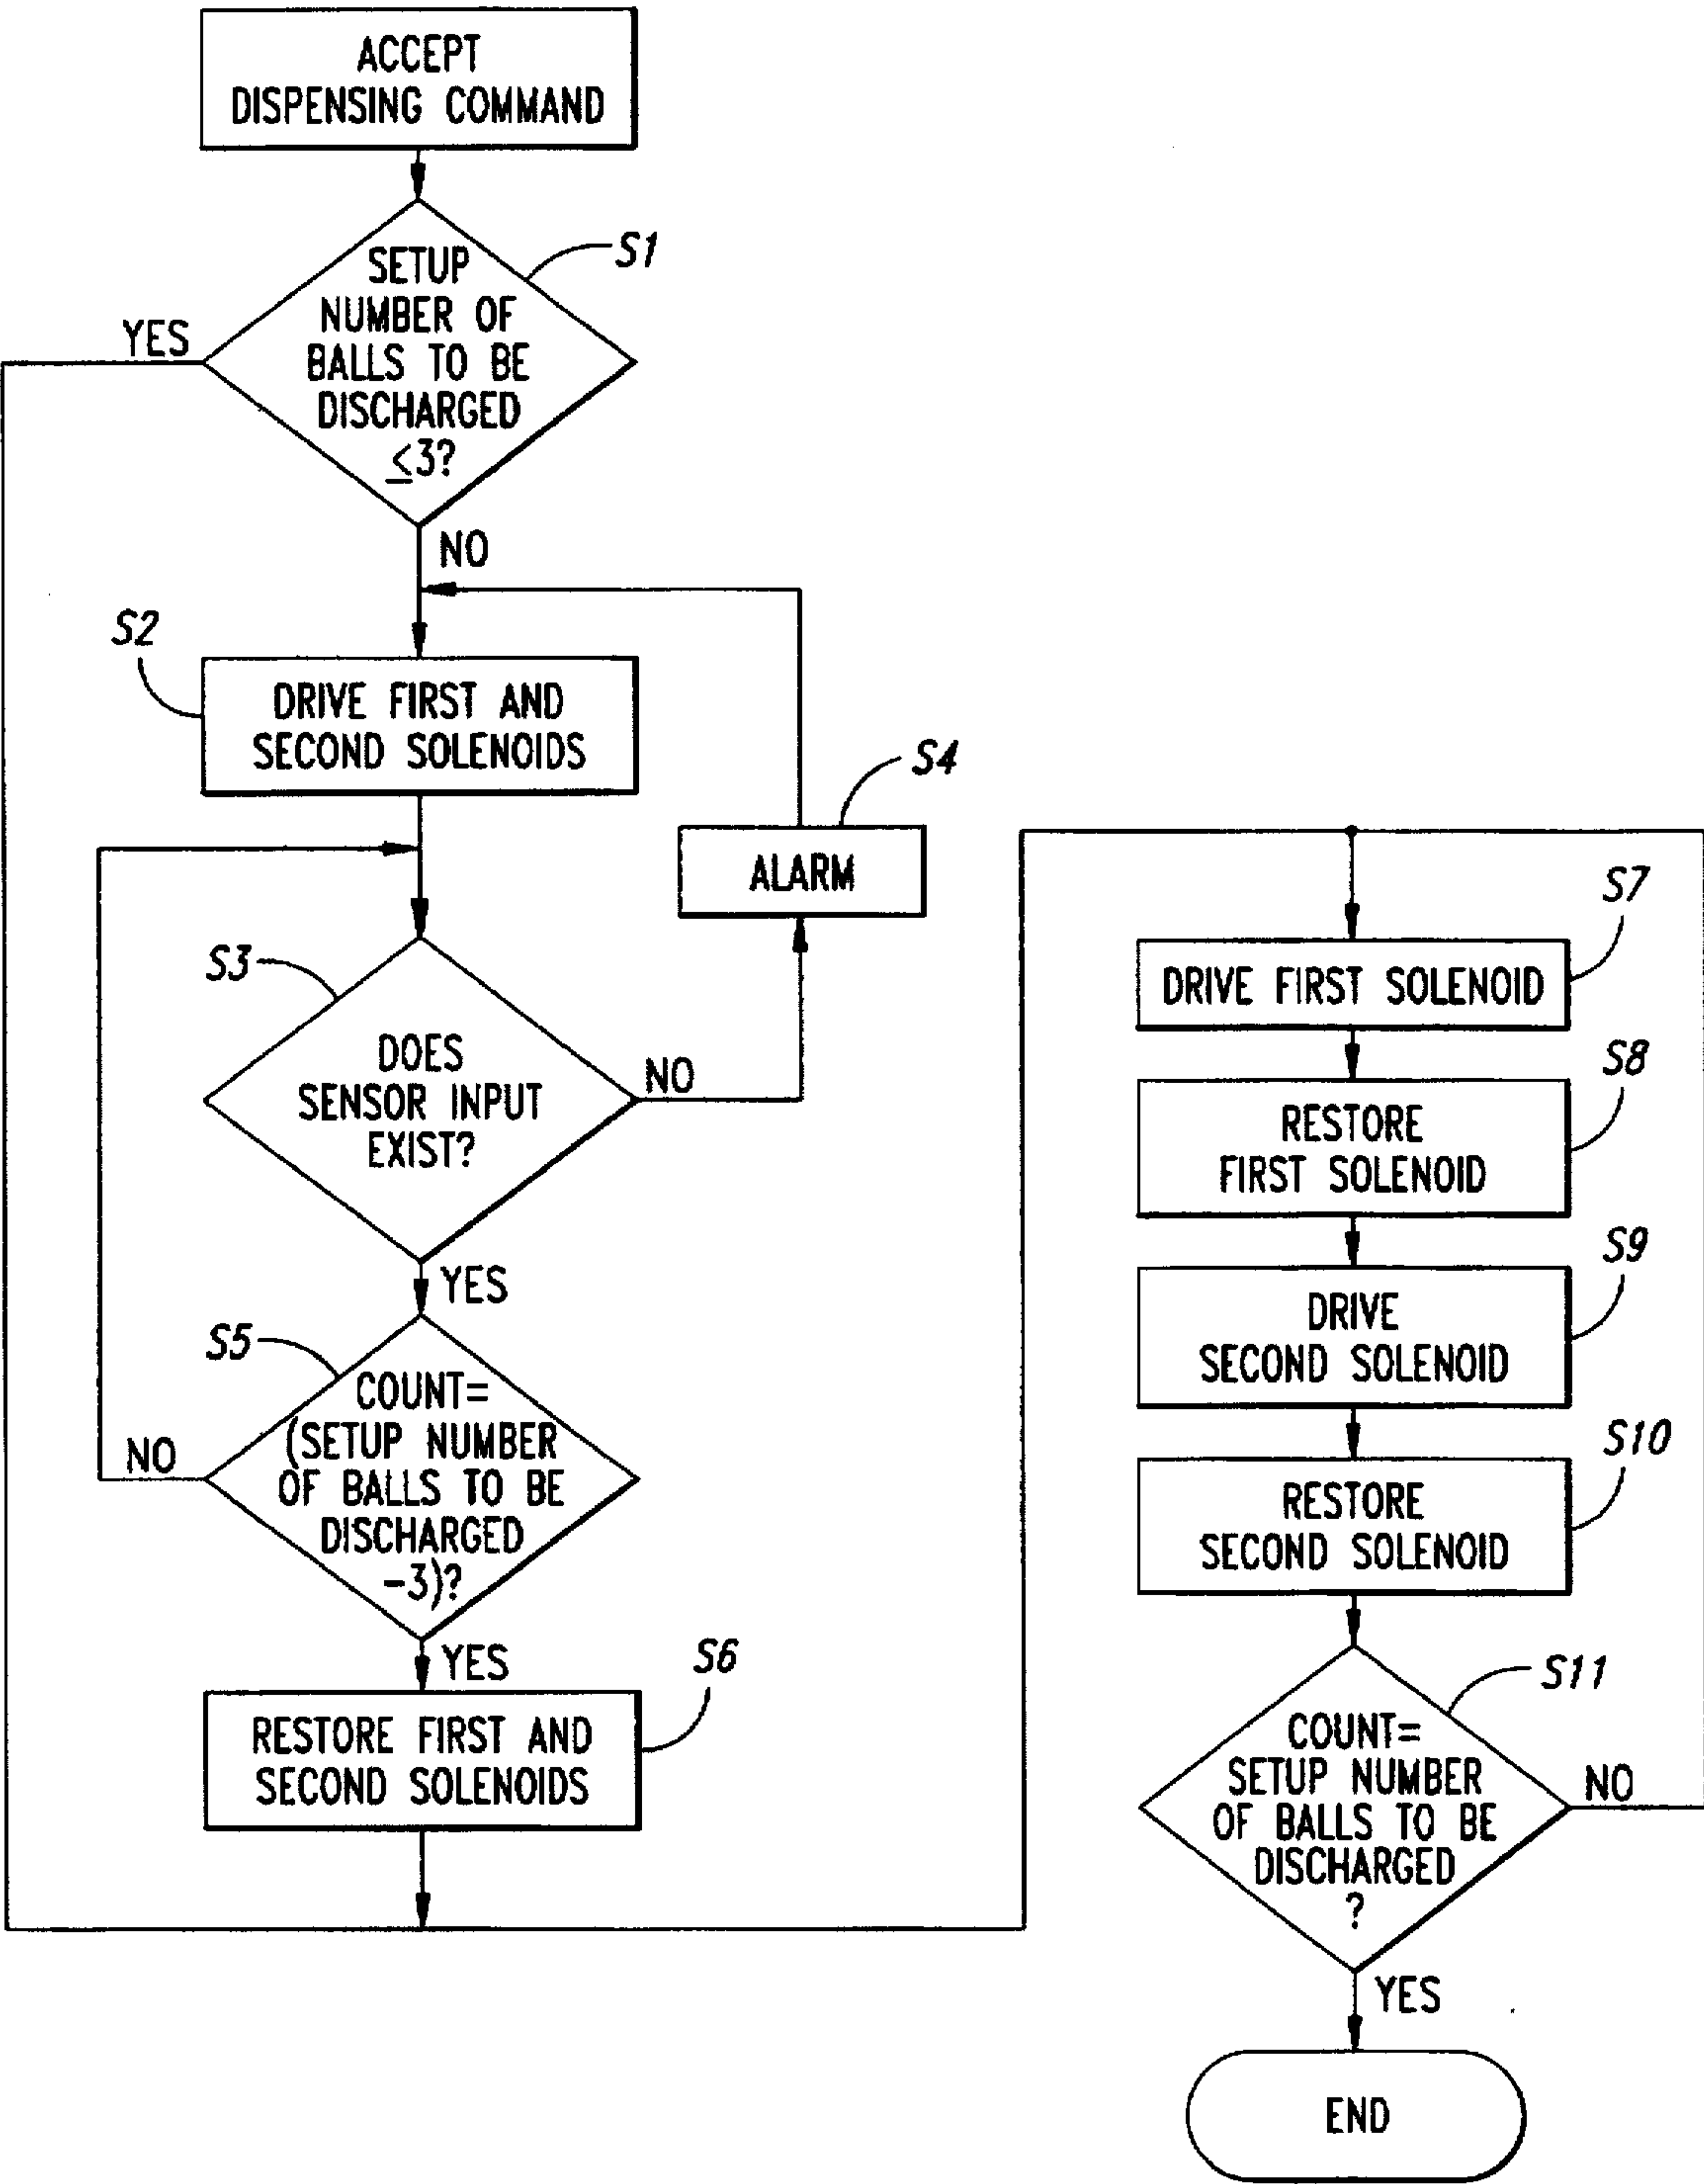 ACCEPT
DISPENSING COMMAND
S1
SETUP
NUMBER OF
BALLS TO BE
DISCHARGED
≤3?
YES
NO
S2
DRIVE FIRST AND
SECOND SOLENOIDS
S4
ALARM
S3
DOES
SENSOR INPUT
EXIST?
NO
YES
S5
COUNT=
(SETUP NUMBER
OF BALLS TO BE
DISCHARGED
-3)?
NO
YES
S6
RESTORE FIRST AND
SECOND SOLENOIDS
S7
DRIVE FIRST SOLENOID
S8
RESTORE
FIRST SOLENOID
S9
DRIVE
SECOND SOLENOID
S10
RESTORE
SECOND SOLENOID
S11
COUNT=
SETUP NUMBER
OF BALLS TO BE
DISCHARGED
?
NO
YES
END